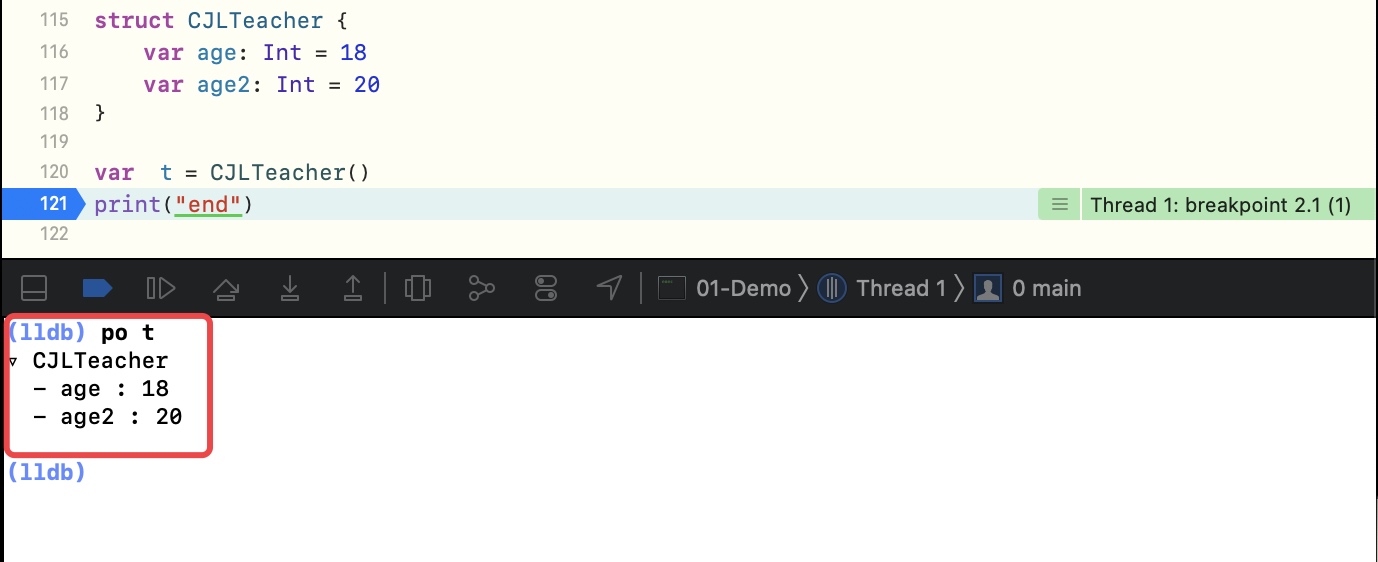 115 struct CJLTeacher {
116     var age: Int = 18
117     var age2: Int = 20
118 }
119
120 var  t = CJLTeacher()
121 print("end") Thread 1: breakpoint 2.1 (1)
122
01-Demo 〉 Thread 1 〉 0 main
(lldb) po t
▿ CJLTeacher
  - age : 18
  - age2 : 20
(lldb)